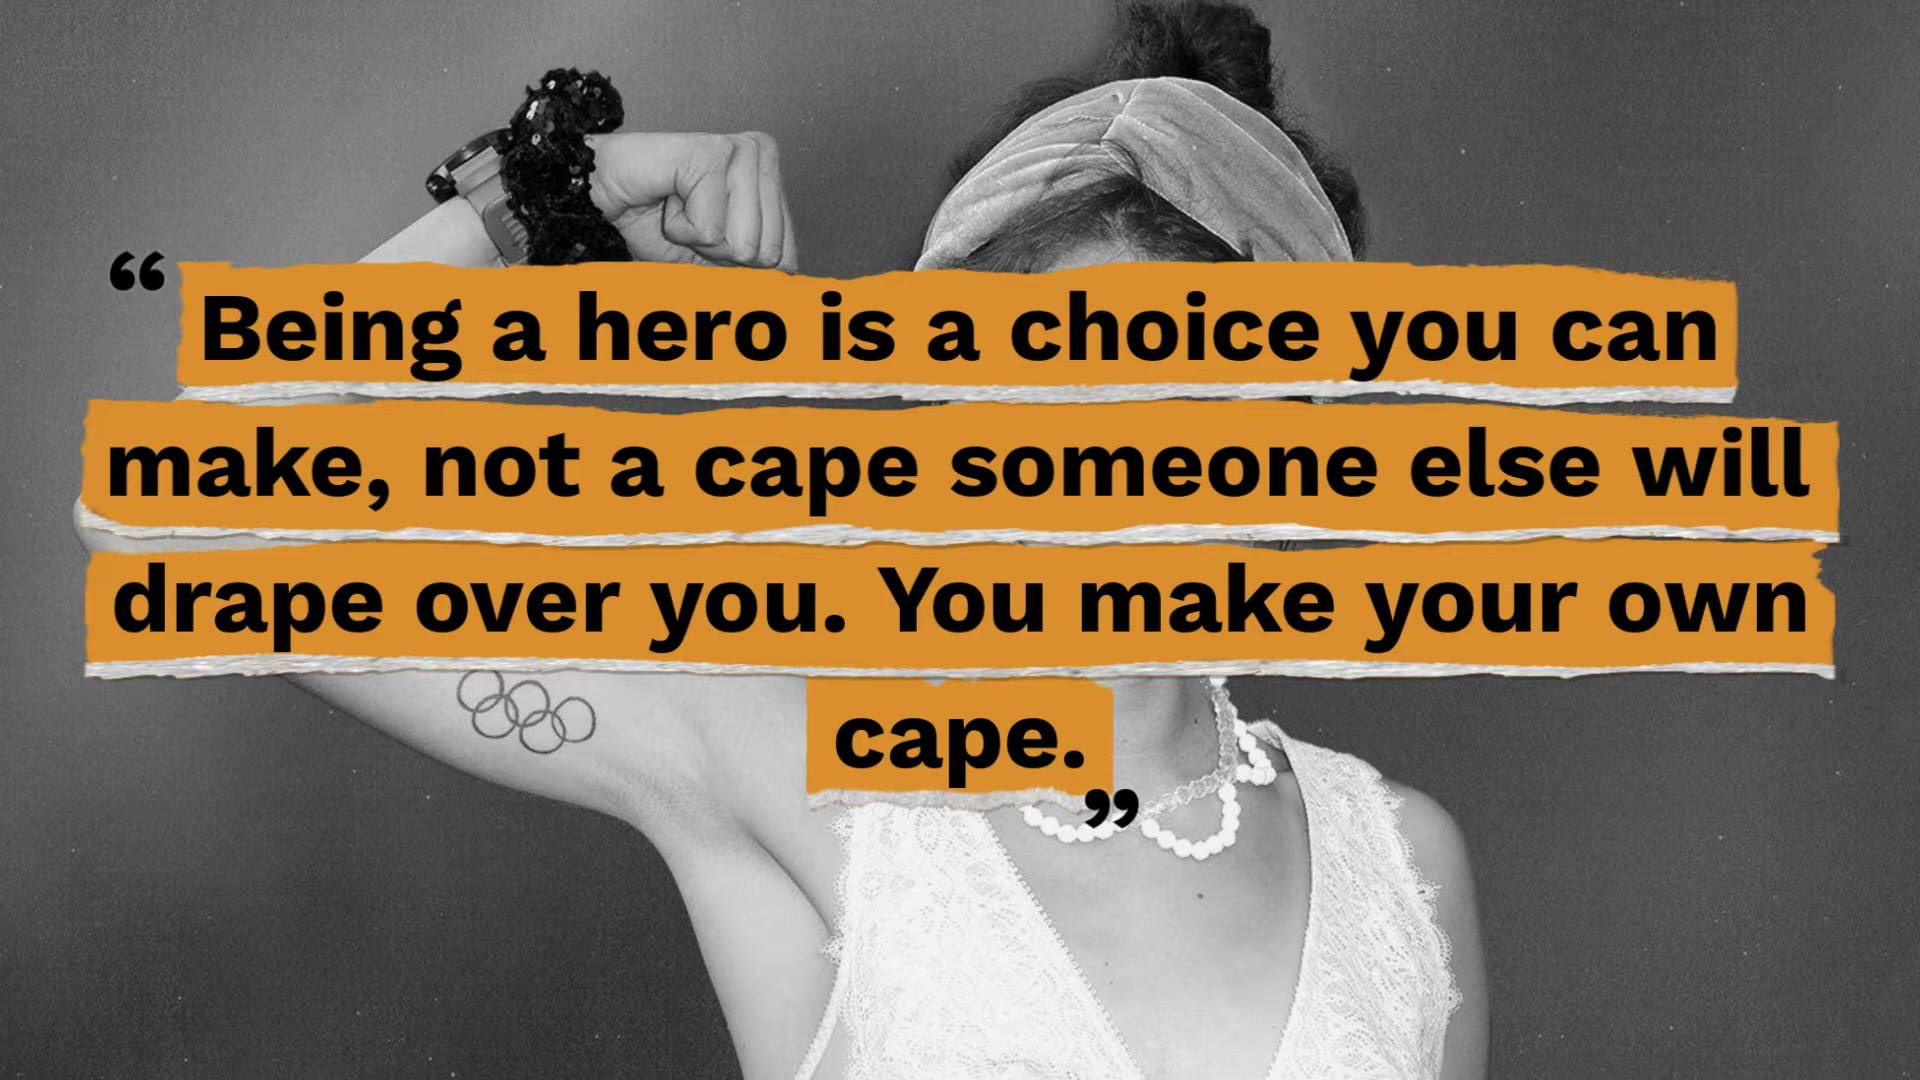 “Being a hero is a choice you can
make, not a cape someone else will
drape over you. You make your own
cape.”